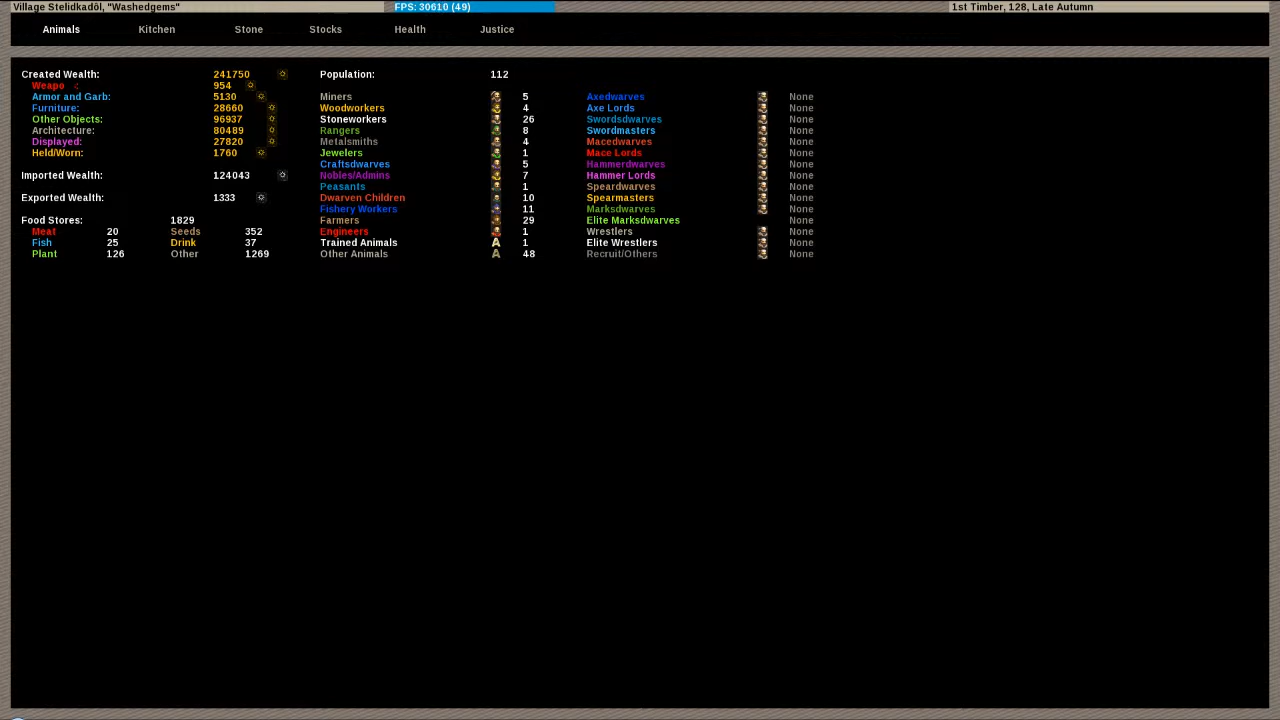 Village Stelidkadôl, "Washedgems" FPS: 30610 (49) 1st Timber, 128, Late Autumn
Animals Kitchen Stone Stocks Health Justice
Created Wealth: 241750 Population: 112
Weapo 954
Armor and Garb: 5130 Miners 5 Axedwarves None
Furniture: 28660 Woodworkers 4 Axe Lords None
Other Objects: 96937 Stoneworkers 26 Swordsdwarves None
Architecture: 80489 Rangers 8 Swordmasters None
Displayed: 27820 Metalsmiths 4 Macedwarves None
Held/Worn: 1760 Jewelers 1 Mace Lords None
Craftsdwarves 5 Hammerdwarves None
Imported Wealth: 124043 Nobles/Admins 7 Hammer Lords None
Peasants 1 Speardwarves None
Exported Wealth: 1333 Dwarven Children 10 Spearmasters None
Fishery Workers 11 Marksdwarves None
Food Stores: 1829 Farmers 29 Elite Marksdwarves None
Meat 20 Seeds 352 Engineers 1 Wrestlers None
Fish 25 Drink 37 Trained Animals A 1 Elite Wrestlers None
Plant 126 Other 1269 Other Animals A 48 Recruit/Others None